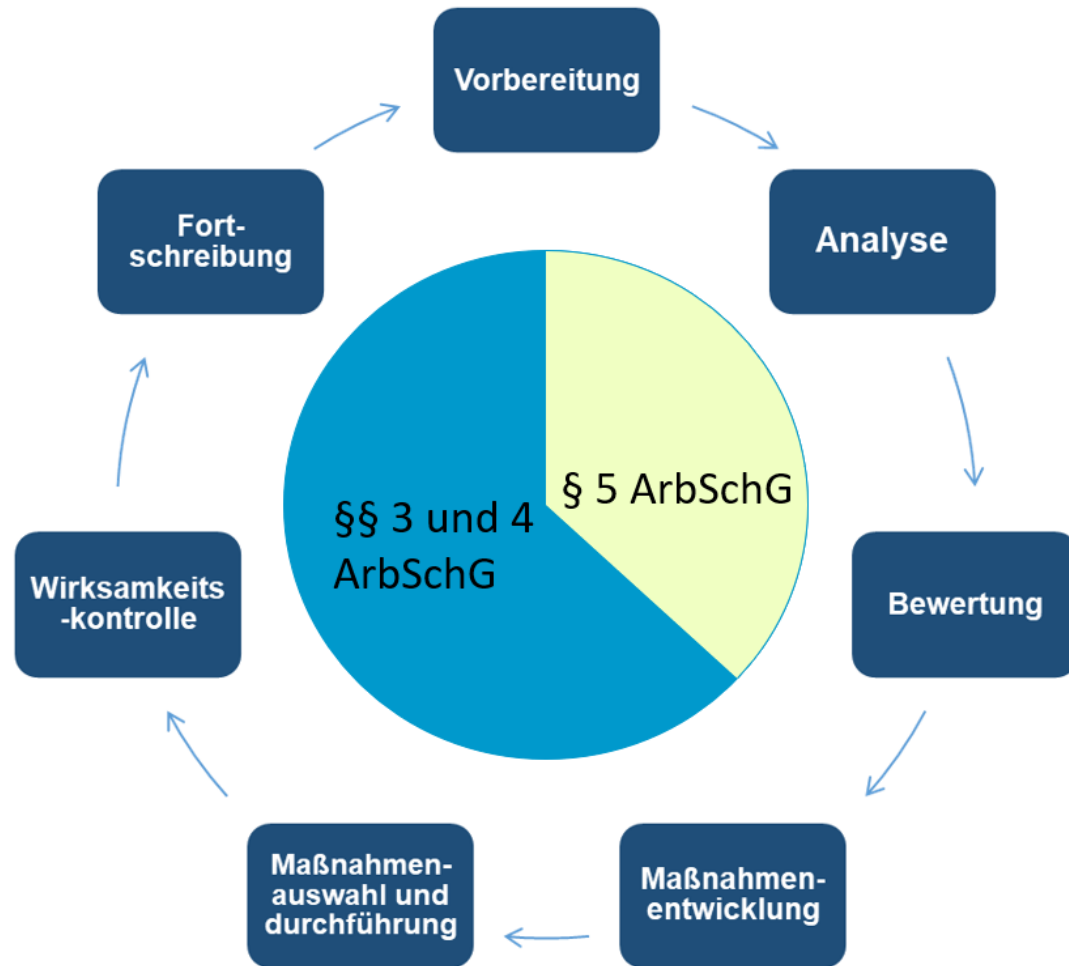 Vorbereitung
Analyse
Bewertung
Maßnahmen-
entwicklung
Maßnahmen-
auswahl und
durchführung
Wirksamkeits
-kontrolle
Fort-
schreibung
§ 5 ArbSchG
§§ 3 und 4
ArbSchG